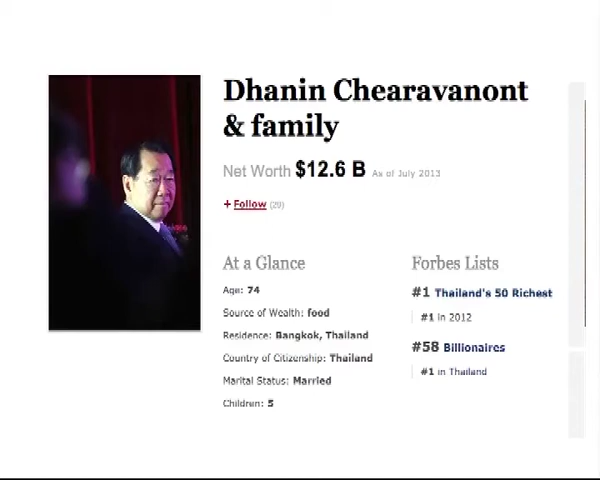 Dhanin Chearavanont
& family
Net Worth $12.6 B As of July 2013
+ Follow (29)
At a Glance
Age: 74
Source of Wealth: food
Residence: Bangkok, Thailand
Country of Citizenship: Thailand
Marital Status: Married
Children: 5
Forbes Lists
#1 Thailand's 50 Richest
#1 in 2012
#58 Billionaires
#1 in Thailand